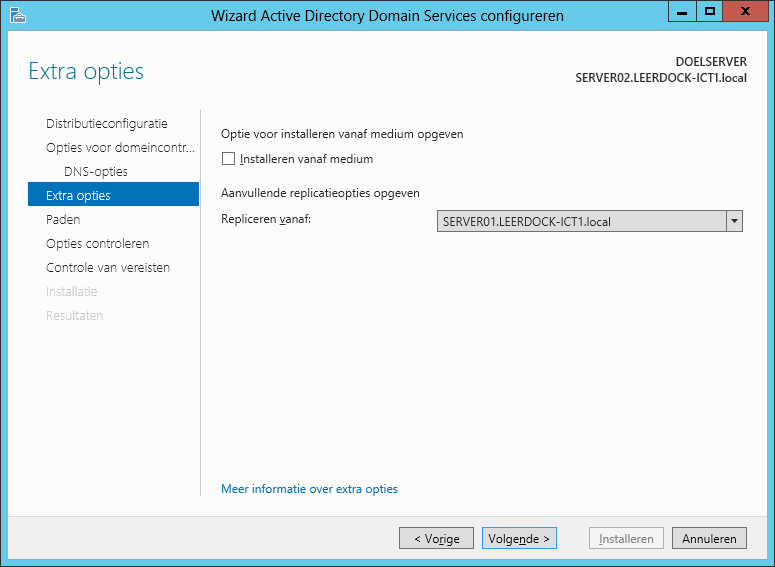 Wizard Active Directory Domain Services configureren
Extra opties
DOELSERVER
SERVER02.LEERDOCK-ICT1.local
Distributieconfiguratie
Opties voor domeincontr...
DNS-opties
Extra opties
Paden
Opties controleren
Controle van vereisten
Installatie
Resultaten
Optie voor installeren vanaf medium opgeven
Installeren vanaf medium
Aanvullende replicatieopties opgeven
Repliceren vanaf: SERVER01.LEERDOCK-ICT1.local
Meer informatie over extra opties
< Vorige Volgende > Installeren Annuleren